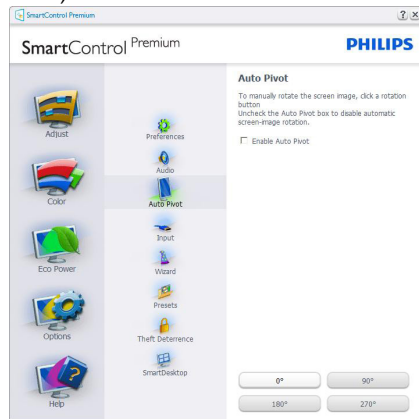 SmartControl Premium
SmartControl Premium
PHILIPS
Adjust
Color
Eco Power
Options
Help
Preferences
Audio
Auto Pivot
Input
Wizard
Presets
Theft Deterrence
SmartDesktop
Auto Pivot
To manually rotate the screen image, click a rotation
button
Uncheck the Auto Pivot box to disable automatic
screen-image rotation.
Enable Auto Pivot
0°
90°
180°
270°